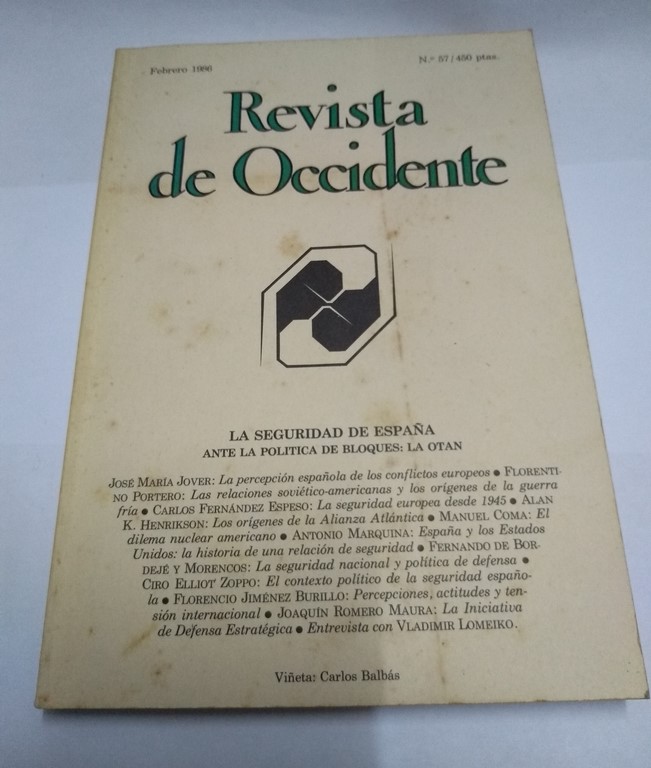 Febrero 1986
N.º 57 / 450 ptas.
Revista
de Occidente
LA SEGURIDAD DE ESPAÑA
ANTE LA POLITICA DE BLOQUES: LA OTAN
JOSÉ MARÍA JOVER: La percepción española de los conflictos europeos ● FLORENTI-
NO PORTERO: Las relaciones soviético-americanas y los orígenes de la guerra
fría ● CARLOS FERNÁNDEZ ESPESO: La seguridad europea desde 1945 ● ALAN
K. HENRIKSON: Los orígenes de la Alianza Atlántica ● MANUEL COMA: El
dilema nuclear americano ● ANTONIO MARQUINA: España y los Estados
Unidos: la historia de una relación de seguridad ● FERNANDO DE BOR-
DEJÉ Y MORENCOS: La seguridad nacional y política de defensa ●
CIRO ELLIOT ZOPPO: El contexto político de la seguridad españo-
la ● FLORENCIO JIMÉNEZ BURILLO: Percepciones, actitudes y ten-
sión internacional ● JOAQUÍN ROMERO MAURA: La Iniciativa
de Defensa Estratégica ● Entrevista con VLADIMIR LOMEIKO.
Viñeta: Carlos Balbás